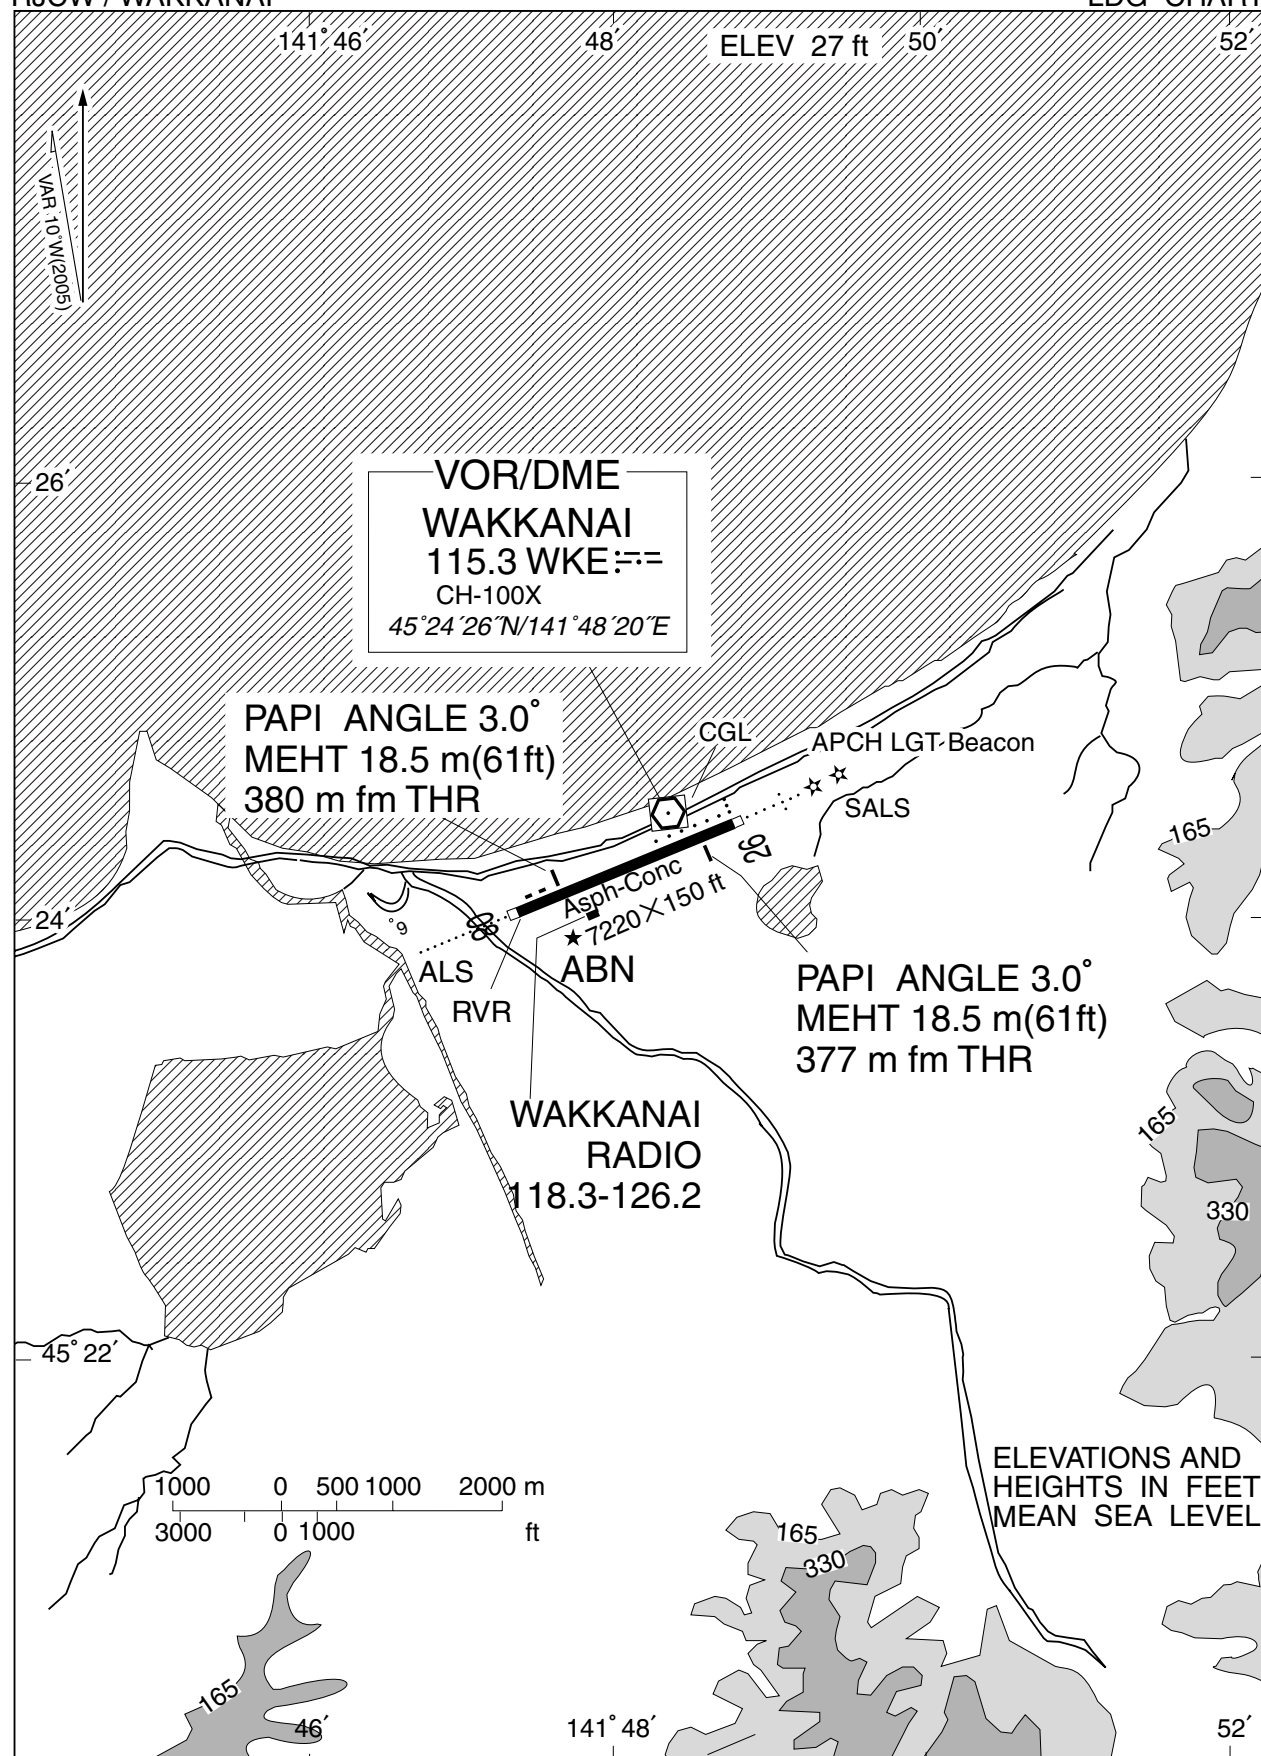 141° 46′
48′
ELEV 27 ft
50′
52′
VAR 10°W(2005)
26′
VOR/DME
WAKKANAI
115.3 WKE
CH-100X
45°24′26″N/141°48′20″E
PAPI ANGLE 3.0°
MEHT 18.5 m(61ft)
380 m fm THR
CGL
APCH LGT Beacon
SALS
165
26
Asph-Conc
7220×150 ft
24′
08
ALS
ABN
RVR
PAPI ANGLE 3.0°
MEHT 18.5 m(61ft)
377 m fm THR
WAKKANAI
RADIO
118.3-126.2
165
330
45° 22′
ELEVATIONS AND
HEIGHTS IN FEET
MEAN SEA LEVEL
1000 0 500 1000 2000 m
3000 0 1000 ft
165
330
165
46′
141° 48′
52′